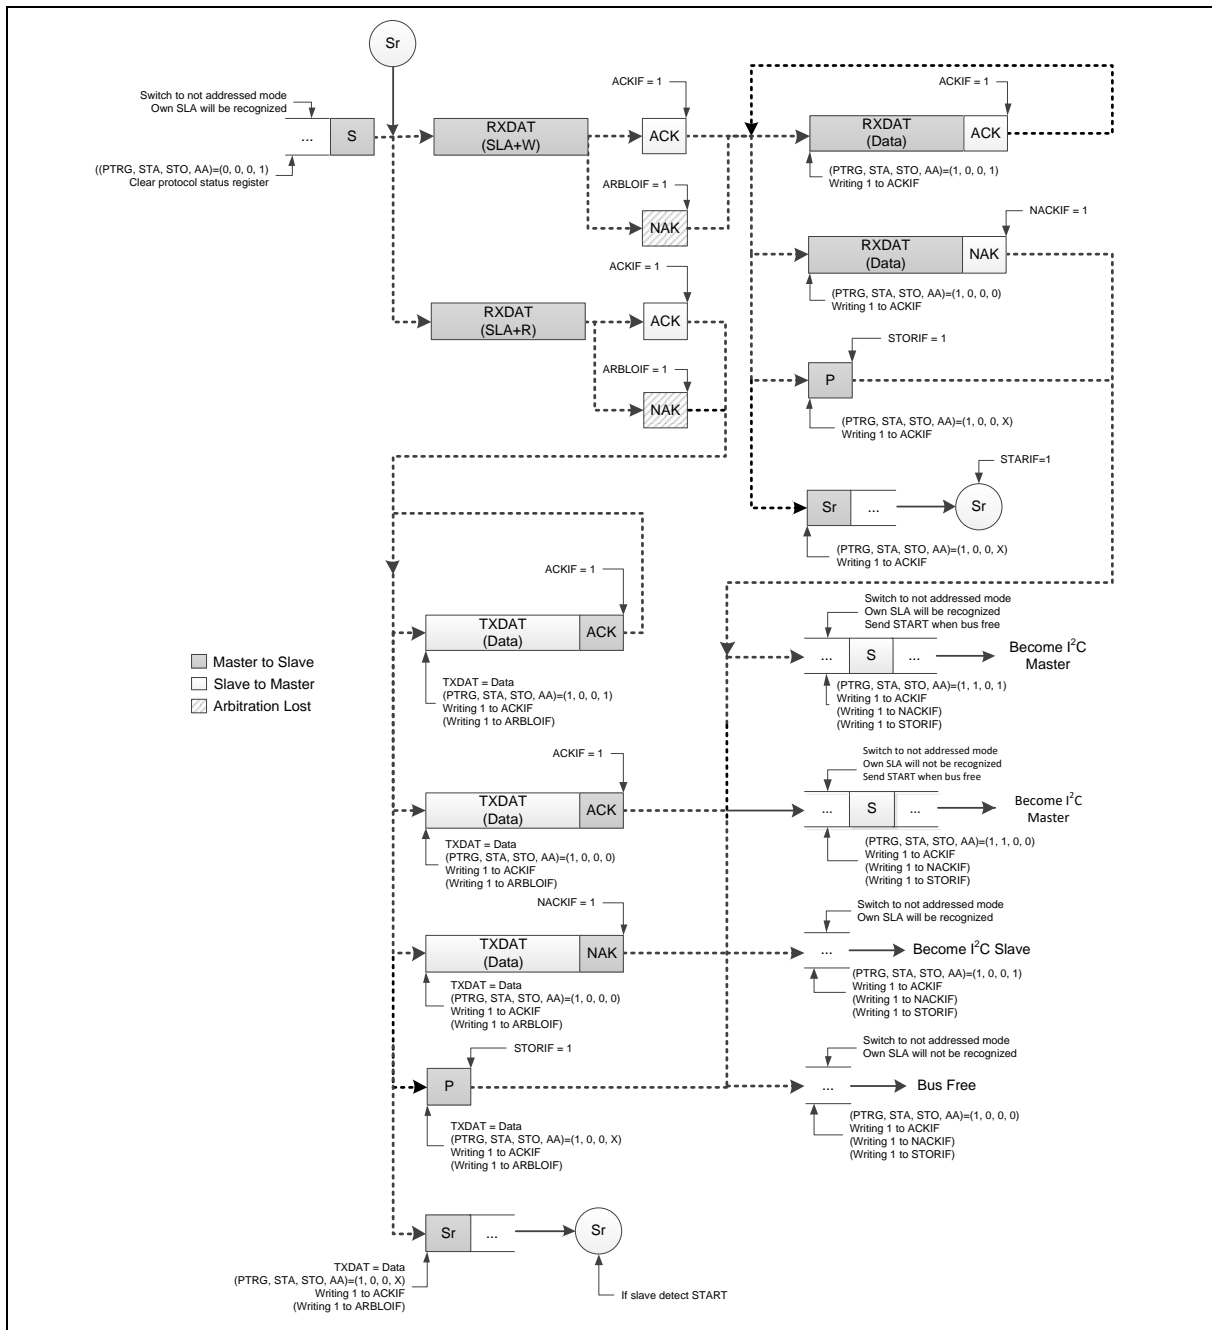 Sr
Switch to not addressed mode
Own SLA will be recognized
... S
((PTRG, STA, STO, AA)=(0, 0, 0, 1)
Clear protocol status register
RXDAT
(SLA+W)
ACKIF = 1
ACK
ARBLOIF = 1
NAK
RXDAT
(SLA+R)
ACKIF = 1
ACK
ARBLOIF = 1
NAK
ACKIF = 1
RXDAT
(Data)
ACK
(PTRG, STA, STO, AA)=(1, 0, 0, 1)
Writing 1 to ACKIF
NACKIF = 1
RXDAT
(Data)
NAK
(PTRG, STA, STO, AA)=(1, 0, 0, 0)
Writing 1 to ACKIF
STORIF = 1
P
(PTRG, STA, STO, AA)=(1, 0, 0, X)
Writing 1 to ACKIF
STARIF=1
Sr ... Sr
(PTRG, STA, STO, AA)=(1, 0, 0, X)
Writing 1 to ACKIF
Master to Slave
Slave to Master
Arbitration Lost
ACKIF = 1
TXDAT
(Data)
ACK
TXDAT = Data
(PTRG, STA, STO, AA)=(1, 0, 0, 1)
Writing 1 to ACKIF
(Writing 1 to ARBLOIF)
Switch to not addressed mode
Own SLA will be recognized
Send START when bus free
... S ...
Become I²C
Master
(PTRG, STA, STO, AA)=(1, 1, 0, 1)
Writing 1 to ACKIF
(Writing 1 to NACKIF)
(Writing 1 to STORIF)
ACKIF = 1
TXDAT
(Data)
ACK
TXDAT = Data
(PTRG, STA, STO, AA)=(1, 0, 0, 0)
Writing 1 to ACKIF
(Writing 1 to ARBLOIF)
Switch to not addressed mode
Own SLA will not be recognized
Send START when bus free
... S ...
Become I²C
Master
(PTRG, STA, STO, AA)=(1, 1, 0, 0)
Writing 1 to ACKIF
(Writing 1 to NACKIF)
(Writing 1 to STORIF)
NACKIF = 1
TXDAT
(Data)
NAK
TXDAT = Data
(PTRG, STA, STO, AA)=(1, 0, 0, 0)
Writing 1 to ACKIF
(Writing 1 to ARBLOIF)
Switch to not addressed mode
Own SLA will be recognized
... Become I²C Slave
(PTRG, STA, STO, AA)=(1, 0, 0, 1)
Writing 1 to ACKIF
(Writing 1 to NACKIF)
(Writing 1 to STORIF)
STORIF = 1
P
TXDAT = Data
(PTRG, STA, STO, AA)=(1, 0, 0, X)
Writing 1 to ACKIF
(Writing 1 to ARBLOIF)
Switch to not addressed mode
Own SLA will not be recognized
... Bus Free
(PTRG, STA, STO, AA)=(1, 0, 0, 0)
Writing 1 to ACKIF
(Writing 1 to NACKIF)
(Writing 1 to STORIF)
Sr ... Sr
TXDAT = Data
(PTRG, STA, STO, AA)=(1, 0, 0, X)
Writing 1 to ACKIF
(Writing 1 to ARBLOIF)
If slave detect START